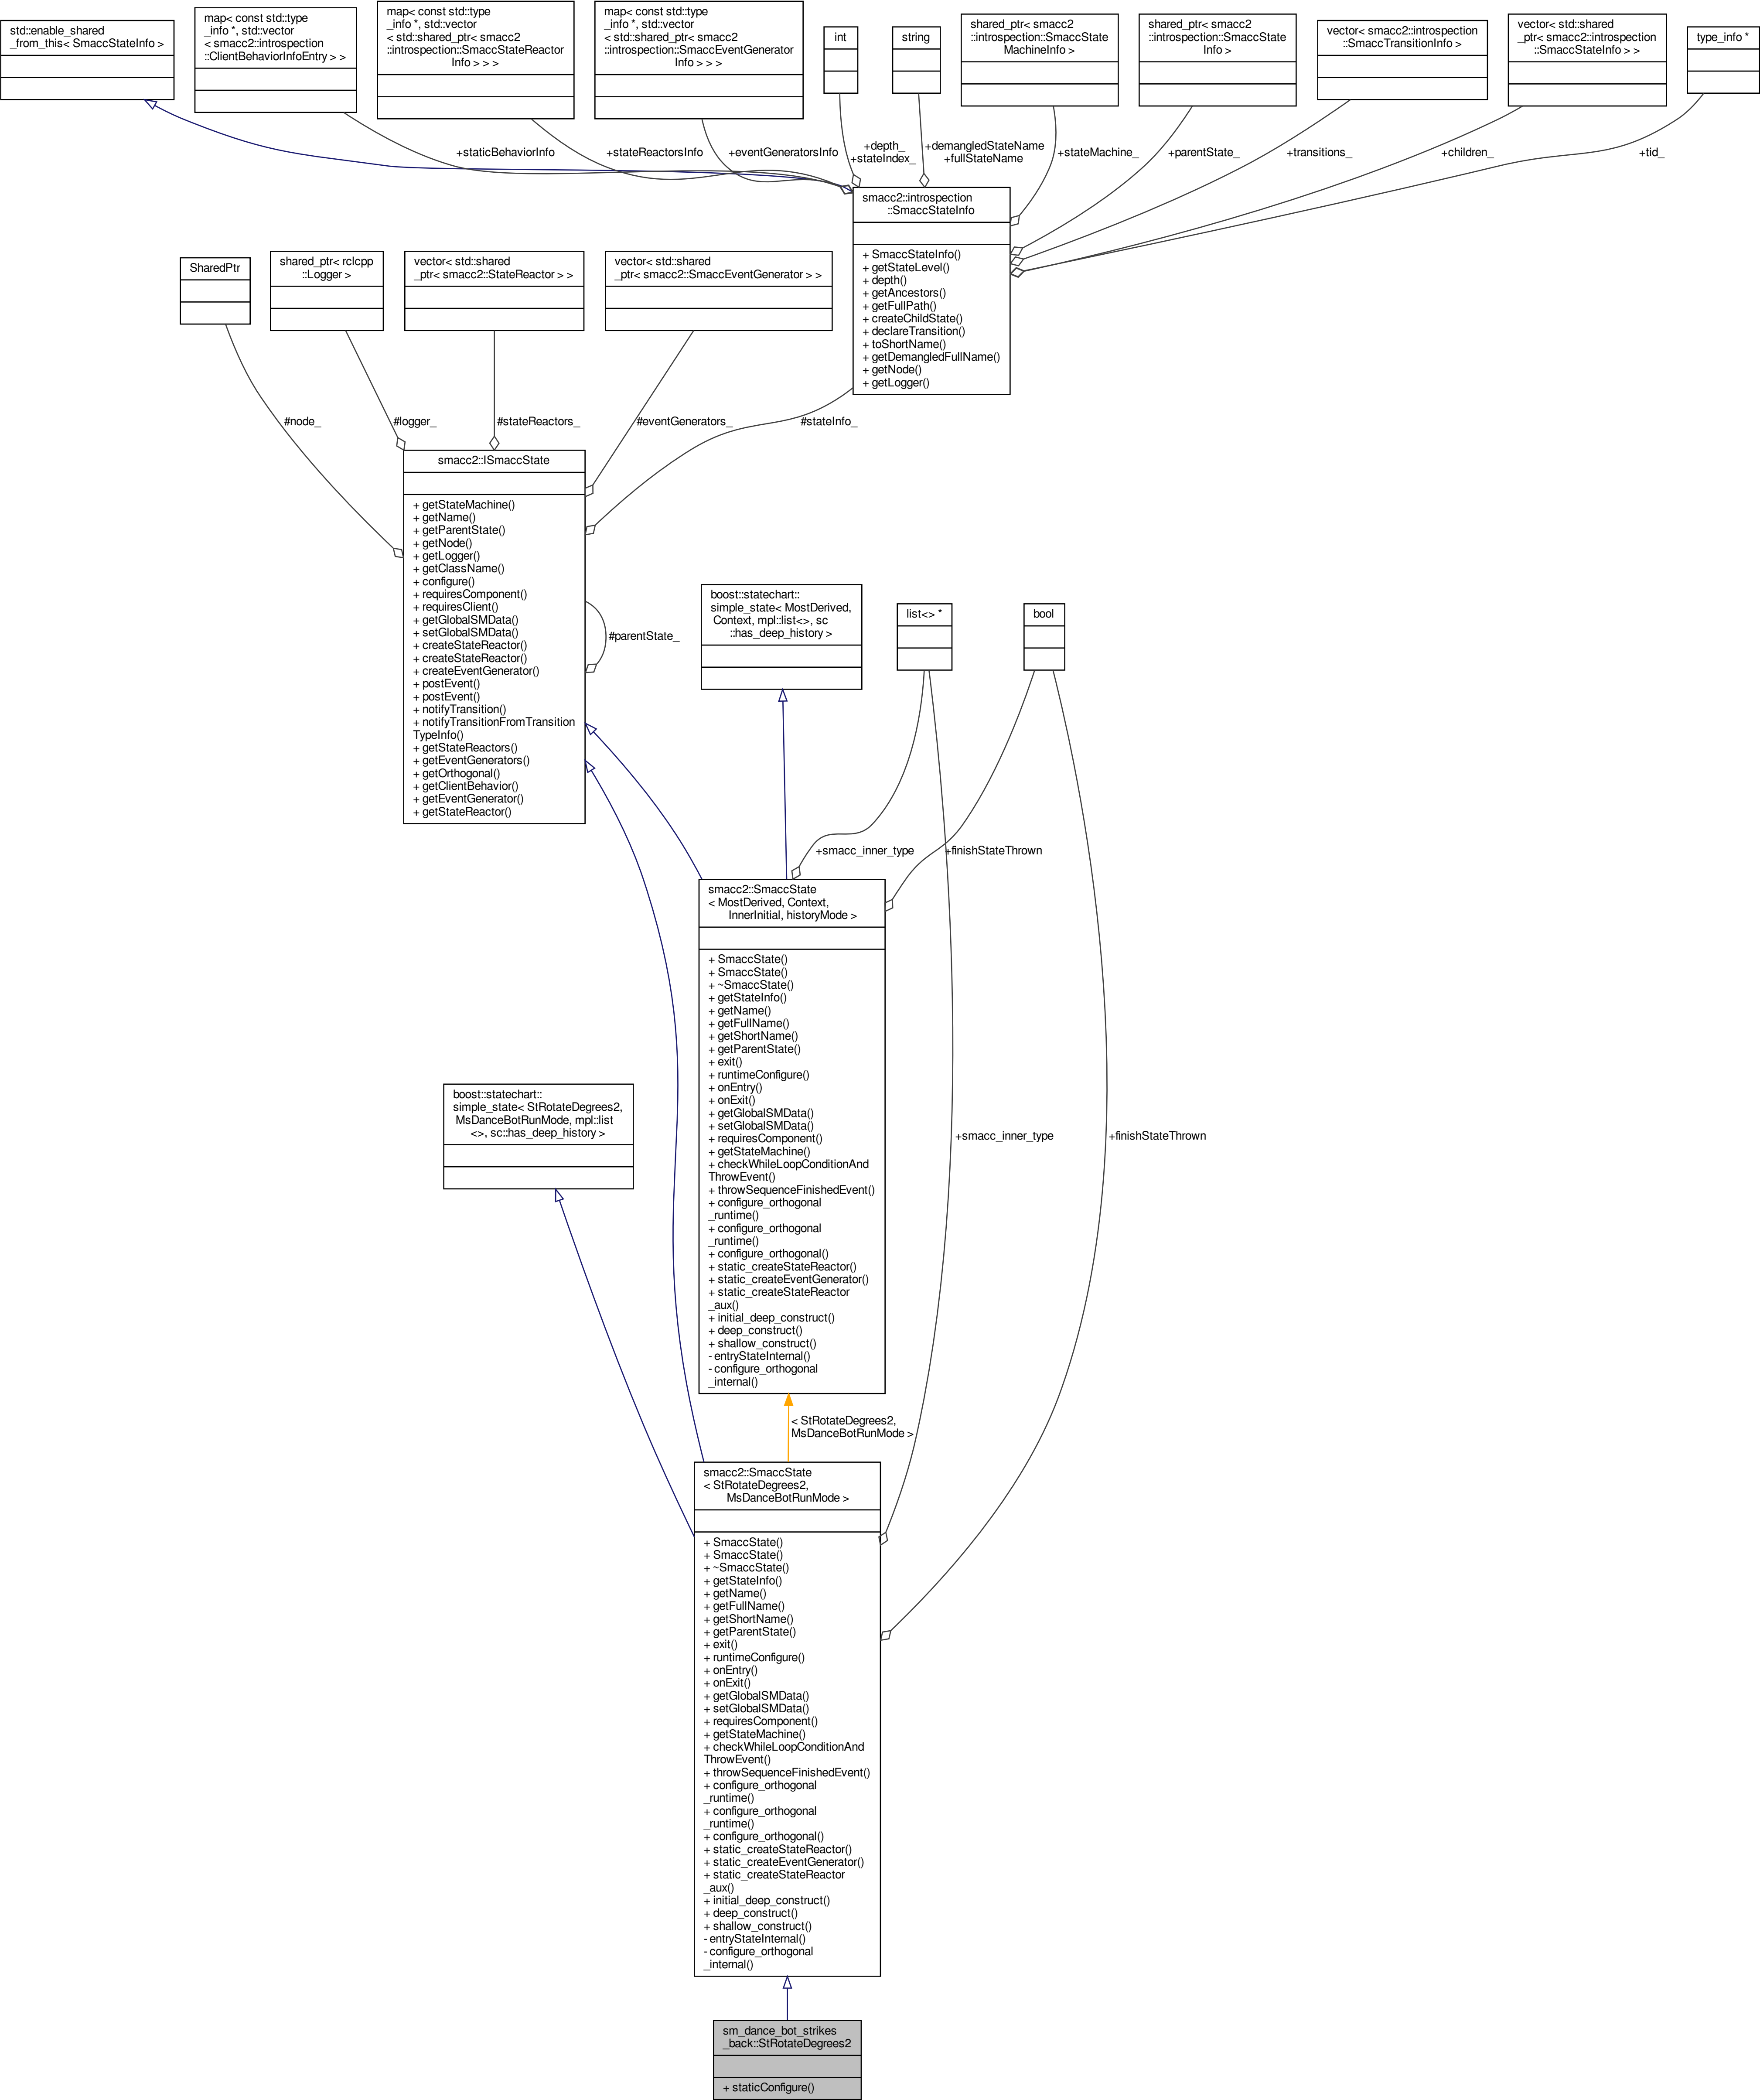 std::enable_shared
_from_this< SmaccStateInfo >
map< const std::type
_info *, std::vector
< smacc2::introspection
::ClientBehaviorInfoEntry > >
map< const std::type
_info *, std::vector
< std::shared_ptr< smacc2
::introspection::SmaccStateReactor
Info > > >
map< const std::type
_info *, std::vector
< std::shared_ptr< smacc2
::introspection::SmaccEventGenerator
Info > > >
int
string
shared_ptr< smacc2
::introspection::SmaccState
MachineInfo >
shared_ptr< smacc2
::introspection::SmaccState
Info >
vector< smacc2::introspection
::SmaccTransitionInfo >
vector< std::shared
_ptr< smacc2::introspection
::SmaccStateInfo > >
type_info *
+staticBehaviorInfo
+stateReactorsInfo
+eventGeneratorsInfo
+depth_
+stateIndex_
+demangledStateName
+fullStateName
+stateMachine_
+parentState_
+transitions_
+children_
+tid_
smacc2::introspection
::SmaccStateInfo
+ SmaccStateInfo()
+ getStateLevel()
+ depth()
+ getAncestors()
+ getFullPath()
+ createChildState()
+ declareTransition()
+ toShortName()
+ getDemangledFullName()
+ getNode()
+ getLogger()
SharedPtr
shared_ptr< rclcpp
::Logger >
vector< std::shared
_ptr< smacc2::StateReactor > >
vector< std::shared
_ptr< smacc2::SmaccEventGenerator > >
#node_
#logger_
#stateReactors_
#eventGenerators_
#stateInfo_
smacc2::ISmaccState
+ getStateMachine()
+ getName()
+ getParentState()
+ getNode()
+ getLogger()
+ getClassName()
+ configure()
+ requiresComponent()
+ requiresClient()
+ getGlobalSMData()
+ setGlobalSMData()
+ createStateReactor()
+ createStateReactor()
+ createEventGenerator()
+ postEvent()
+ postEvent()
+ notifyTransition()
+ notifyTransitionFromTransition
TypeInfo()
+ getStateReactors()
+ getEventGenerators()
+ getOrthogonal()
+ getClientBehavior()
+ getEventGenerator()
+ getStateReactor()
#parentState_
boost::statechart::
simple_state< MostDerived,
Context, mpl::list<>, sc
::has_deep_history >
list<> *
bool
+smacc_inner_type
+finishStateThrown
smacc2::SmaccState
< MostDerived, Context,
InnerInitial, historyMode >
+ SmaccState()
+ SmaccState()
+ ~SmaccState()
+ getStateInfo()
+ getName()
+ getFullName()
+ getShortName()
+ getParentState()
+ exit()
+ runtimeConfigure()
+ onEntry()
+ onExit()
+ getGlobalSMData()
+ setGlobalSMData()
+ requiresComponent()
+ getStateMachine()
+ checkWhileLoopConditionAnd
ThrowEvent()
+ throwSequenceFinishedEvent()
+ configure_orthogonal
_runtime()
+ configure_orthogonal
_runtime()
+ configure_orthogonal()
+ static_createStateReactor()
+ static_createEventGenerator()
+ static_createStateReactor
_aux()
+ initial_deep_construct()
+ deep_construct()
+ shallow_construct()
- entryStateInternal()
- configure_orthogonal
_internal()
boost::statechart::
simple_state< StRotateDegrees2,
MsDanceBotRunMode, mpl::list
<>, sc::has_deep_history >
+smacc_inner_type
+finishStateThrown
< StRotateDegrees2,
MsDanceBotRunMode >
smacc2::SmaccState
< StRotateDegrees2,
MsDanceBotRunMode >
+ SmaccState()
+ SmaccState()
+ ~SmaccState()
+ getStateInfo()
+ getName()
+ getFullName()
+ getShortName()
+ getParentState()
+ exit()
+ runtimeConfigure()
+ onEntry()
+ onExit()
+ getGlobalSMData()
+ setGlobalSMData()
+ requiresComponent()
+ getStateMachine()
+ checkWhileLoopConditionAnd
ThrowEvent()
+ throwSequenceFinishedEvent()
+ configure_orthogonal
_runtime()
+ configure_orthogonal
_runtime()
+ configure_orthogonal()
+ static_createStateReactor()
+ static_createEventGenerator()
+ static_createStateReactor
_aux()
+ initial_deep_construct()
+ deep_construct()
+ shallow_construct()
- entryStateInternal()
- configure_orthogonal
_internal()
sm_dance_bot_strikes
_back::StRotateDegrees2
+ staticConfigure()